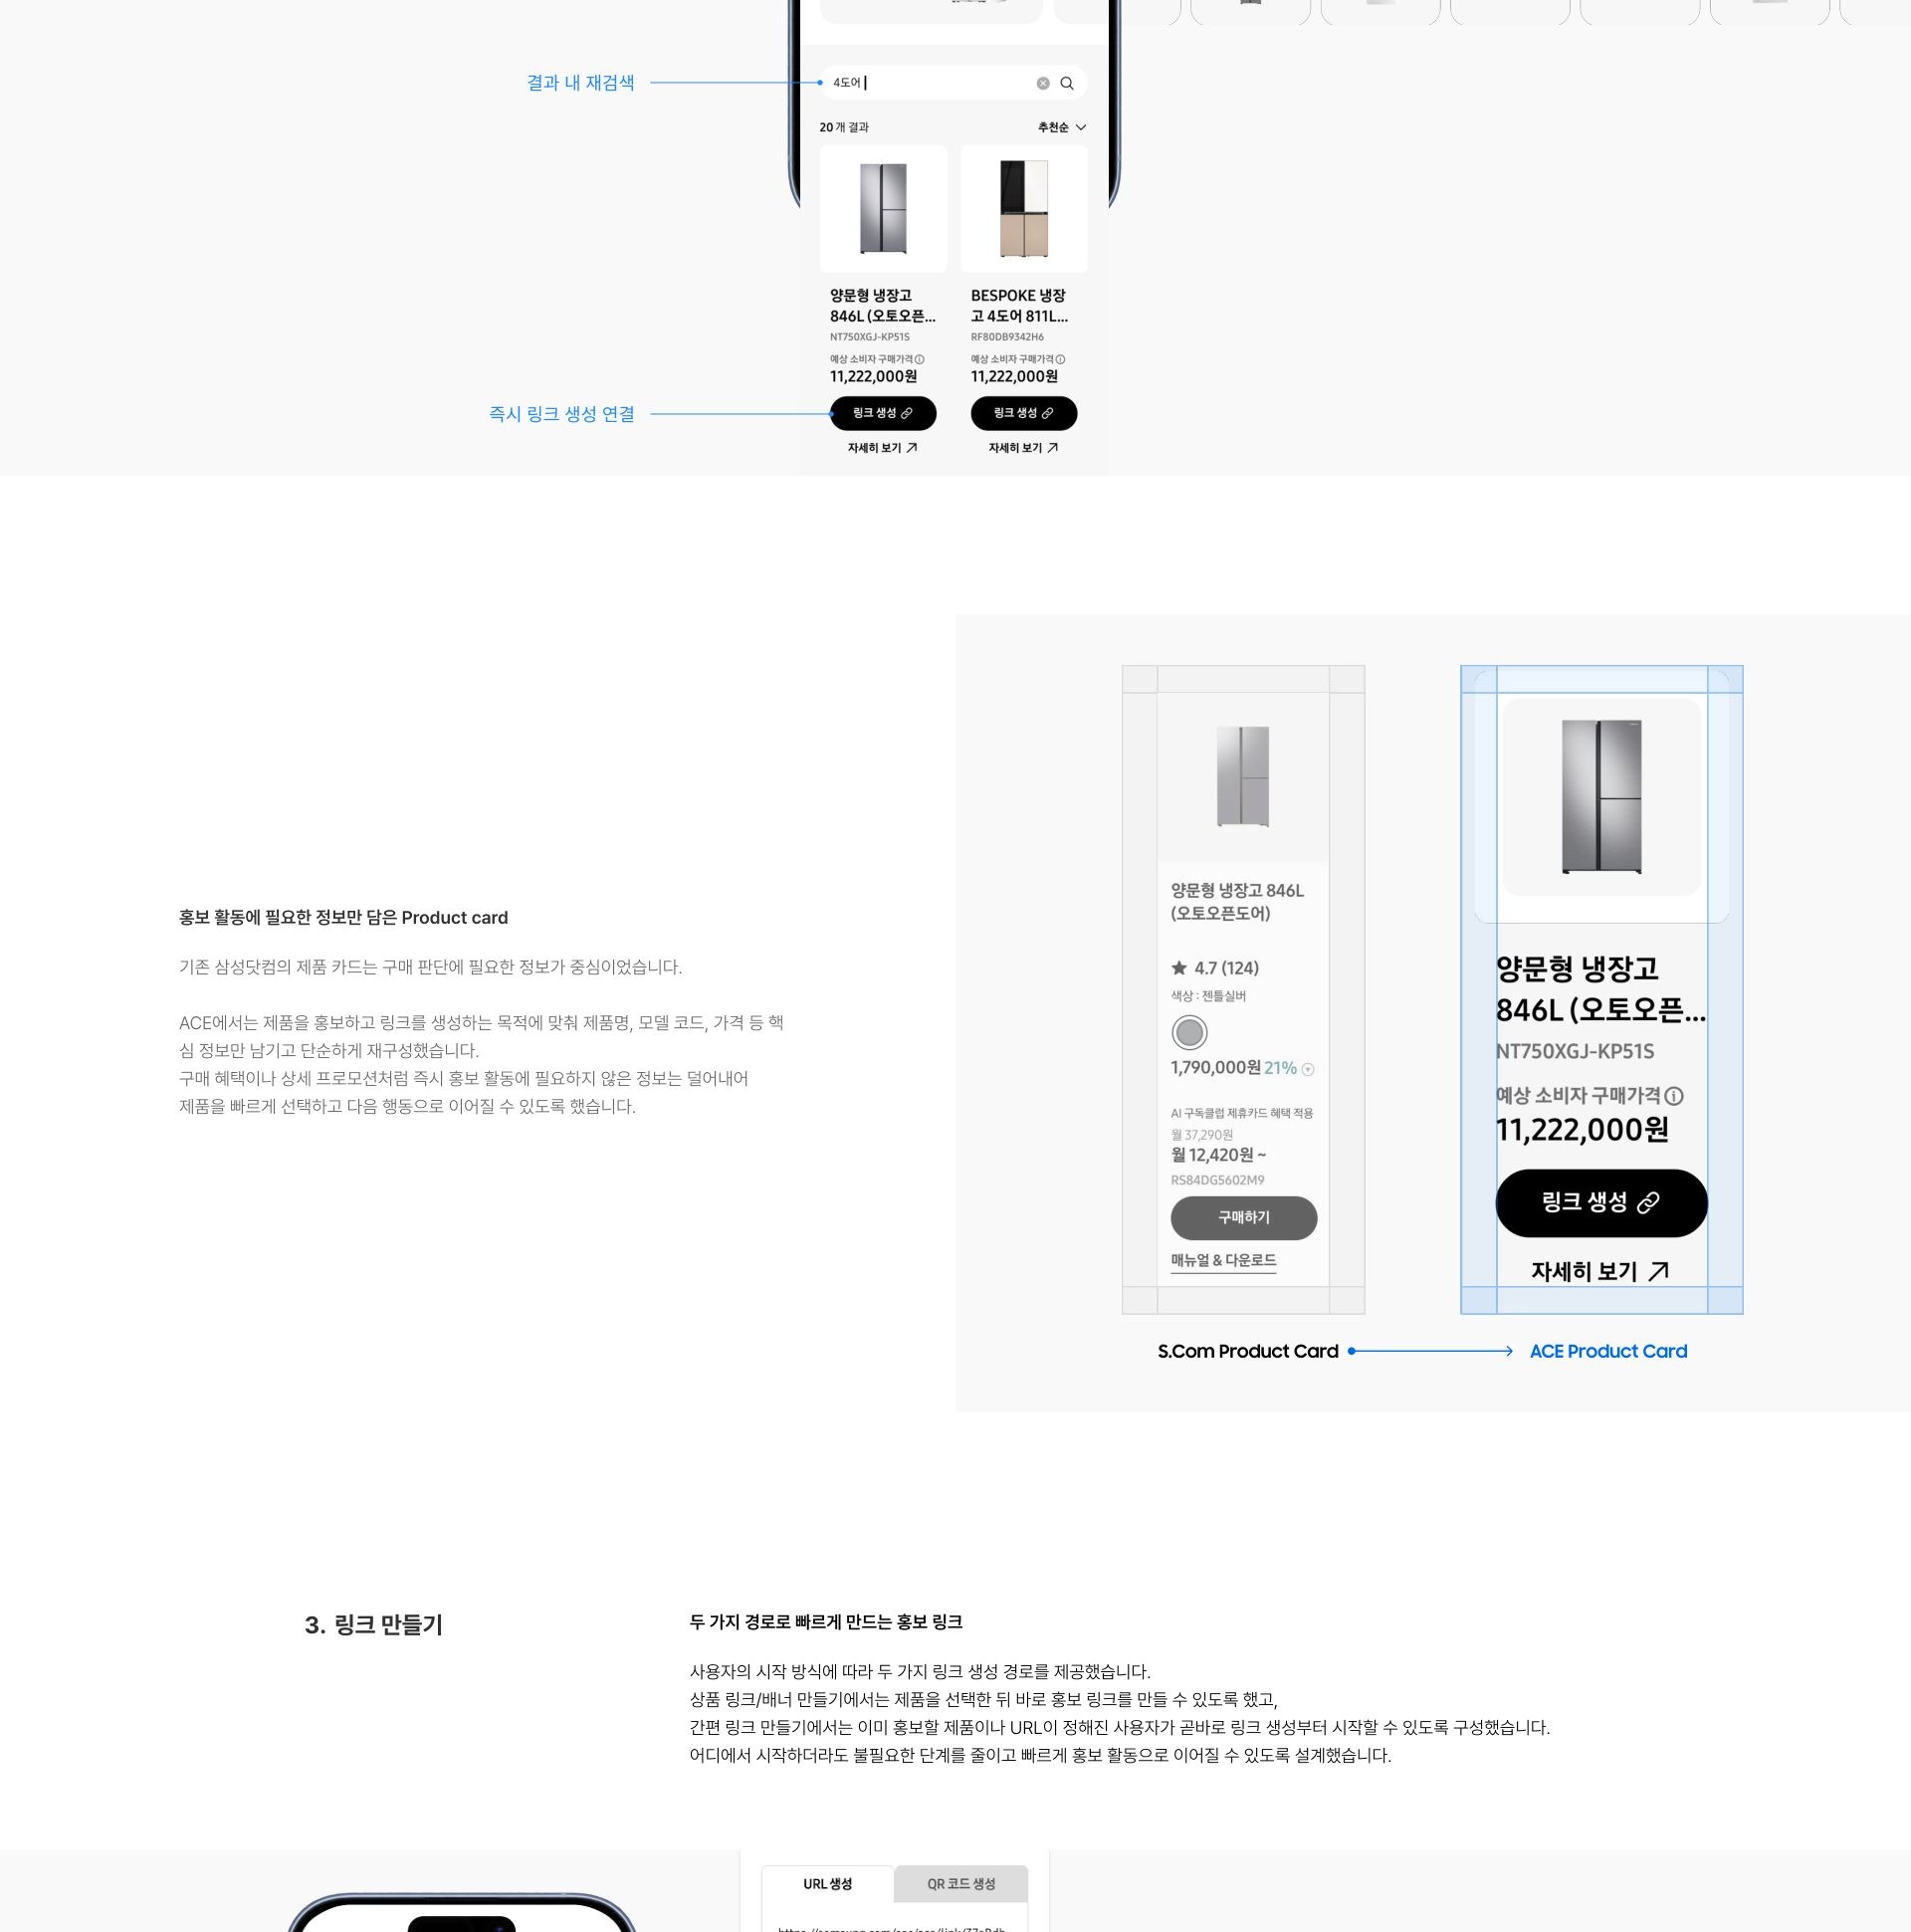 결과 내 재검색
4도어
20개 결과
추천순
양문형 냉장고
846L (오토오픈...
NT750XGJ-KP51S
예상 소비자 구매가격
11,222,000원
링크 생성
자세히 보기
BESPOKE 냉장
고 4도어 811L...
RF80DB9342H6
예상 소비자 구매가격
11,222,000원
링크 생성
자세히 보기
즉시 링크 생성 연결
홍보 활동에 필요한 정보만 담은 Product card
기존 삼성닷컴의 제품 카드는 구매 판단에 필요한 정보가 중심이었습니다.
ACE에서는 제품을 홍보하고 링크를 생성하는 목적에 맞춰 제품명, 모델 코드, 가격 등 핵
심 정보만 남기고 단순하게 재구성했습니다.
구매 혜택이나 상세 프로모션처럼 즉시 홍보 활동에 필요하지 않은 정보는 덜어내어
제품을 빠르게 선택하고 다음 행동으로 이어질 수 있도록 했습니다.
양문형 냉장고 846L
(오토오픈도어)
4.7 (124)
색상 : 젠틀실버
1,790,000원 21%
AI 구독클럽 제휴카드 혜택 적용
월 37,290원
월 12,420원 ~
RS84DG5602M9
구매하기
매뉴얼 & 다운로드
양문형 냉장고
846L (오토오픈...
NT750XGJ-KP51S
예상 소비자 구매가격
11,222,000원
링크 생성
자세히 보기
S.Com Product Card
ACE Product Card
3. 링크 만들기
두 가지 경로로 빠르게 만드는 홍보 링크
사용자의 시작 방식에 따라 두 가지 링크 생성 경로를 제공했습니다.
상품 링크/배너 만들기에서는 제품을 선택한 뒤 바로 홍보 링크를 만들 수 있도록 했고,
간편 링크 만들기에서는 이미 홍보할 제품이나 URL이 정해진 사용자가 곧바로 링크 생성부터 시작할 수 있도록 구성했습니다.
어디에서 시작하더라도 불필요한 단계를 줄이고 빠르게 홍보 활동으로 이어질 수 있도록 설계했습니다.
URL 생성
QR 코드 생성